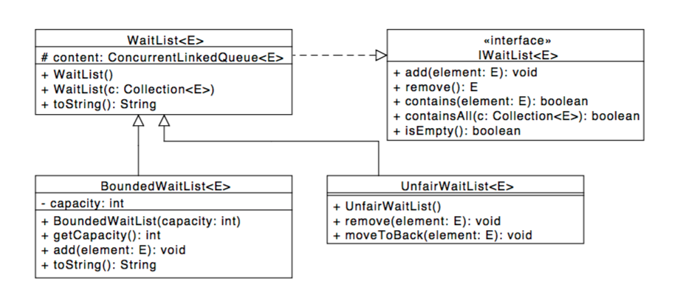 WaitList<E>
# content: ConcurrentLinkedQueue<E>
+ WaitList()
+ WaitList(c: Collection<E>)
+ toString(): String
«interface»
IWaitList<E>
+ add(element: E): void
+ remove(): E
+ contains(element: E): boolean
+ containsAll(c: Collection<E>): boolean
+ isEmpty(): boolean
BoundedWaitList<E>
- capacity: int
+ BoundedWaitList(capacity: int)
+ getCapacity(): int
+ add(element: E): void
+ toString(): String
UnfairWaitList<E>
+ UnfairWaitList()
+ remove(element: E): void
+ moveToBack(element: E): void